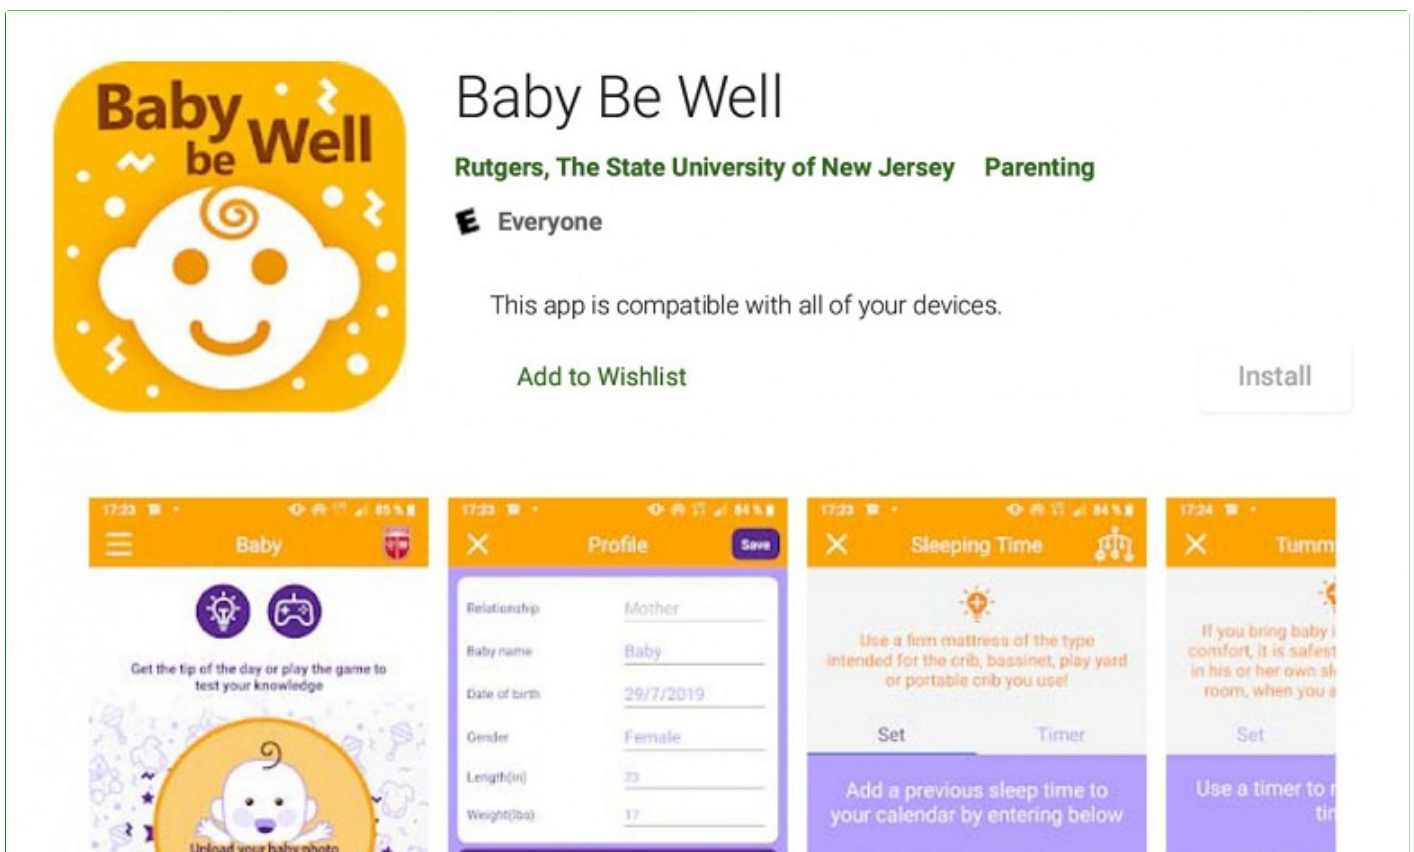 Baby
be Well
Baby Be Well
Rutgers, The State University of New Jersey Parenting
E Everyone
This app is compatible with all of your devices.
Add to Wishlist
Install
17:23 85%
Baby
Get the tip of the day or play the game to
test your knowledge
Upload your baby photo
17:23 84%
Profile Save
Relationship Mother
Baby name Baby
Date of birth 29/7/2019
Gender Female
Length(in) 23
Weight(lbs) 17
17:23 84%
Sleeping Time
Use a firm mattress of the type
intended for the crib, bassinet, play yard
or portable crib you use!
Set Timer
Add a previous sleep time to
your calendar by entering below
17:24
Tumm
If you bring baby i
comfort, it is safest
in his or her own sl
room, when you a
Set
Use a timer to r
tir